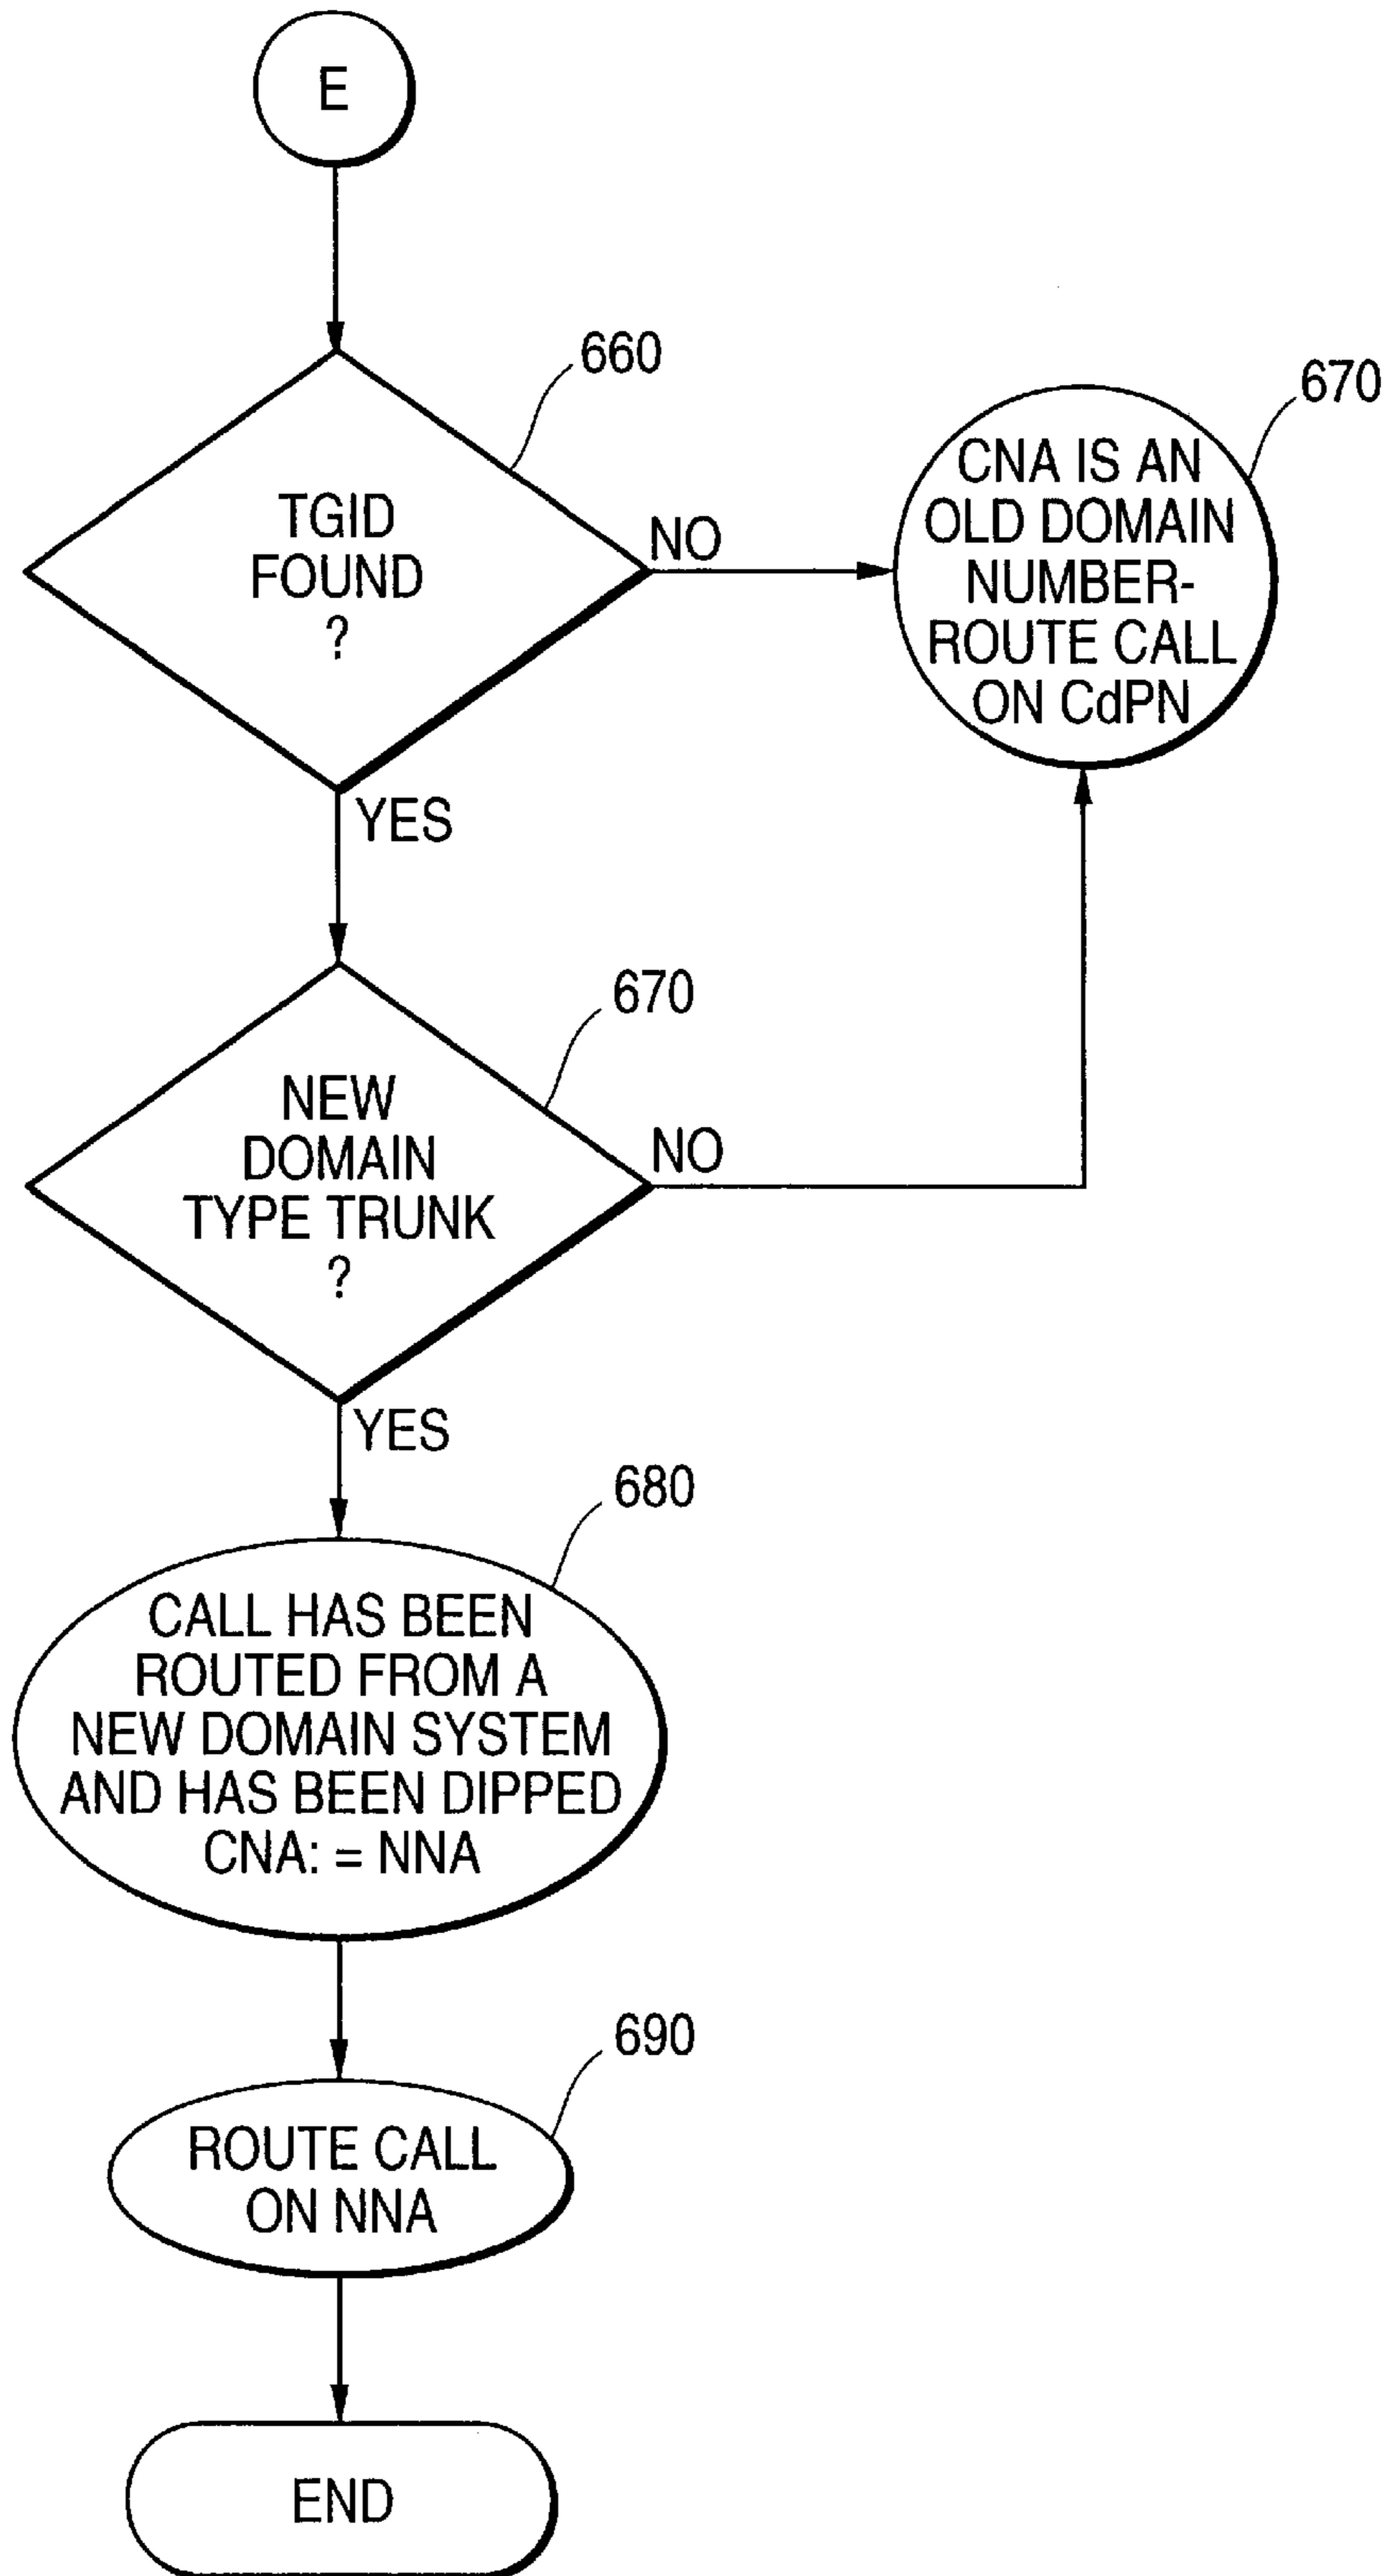 E
660
TGID
FOUND
?
NO
670
CNA IS AN
OLD DOMAIN
NUMBER-
ROUTE CALL
ON CdPN
YES
670
NEW
DOMAIN
TYPE TRUNK
?
NO
YES
680
CALL HAS BEEN
ROUTED FROM A
NEW DOMAIN SYSTEM
AND HAS BEEN DIPPED
CNA: = NNA
690
ROUTE CALL
ON NNA
END